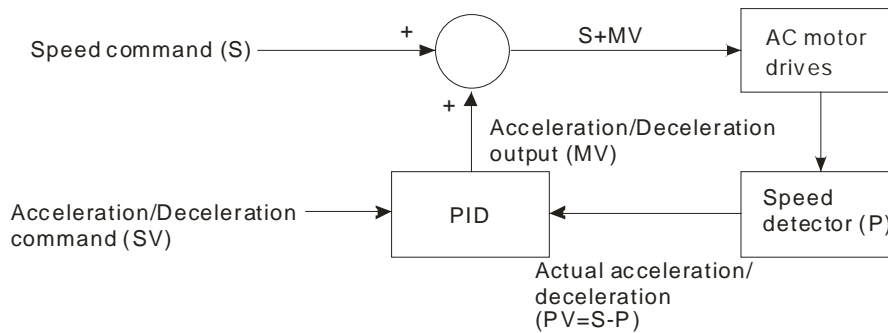 Speed command (S)
+
S+MV
AC motor
drives
+
Acceleration/Deceleration
output (MV)
Acceleration/Deceleration
command (SV)
PID
Speed
detector (P)
Actual acceleration/
deceleration
(PV=S-P)